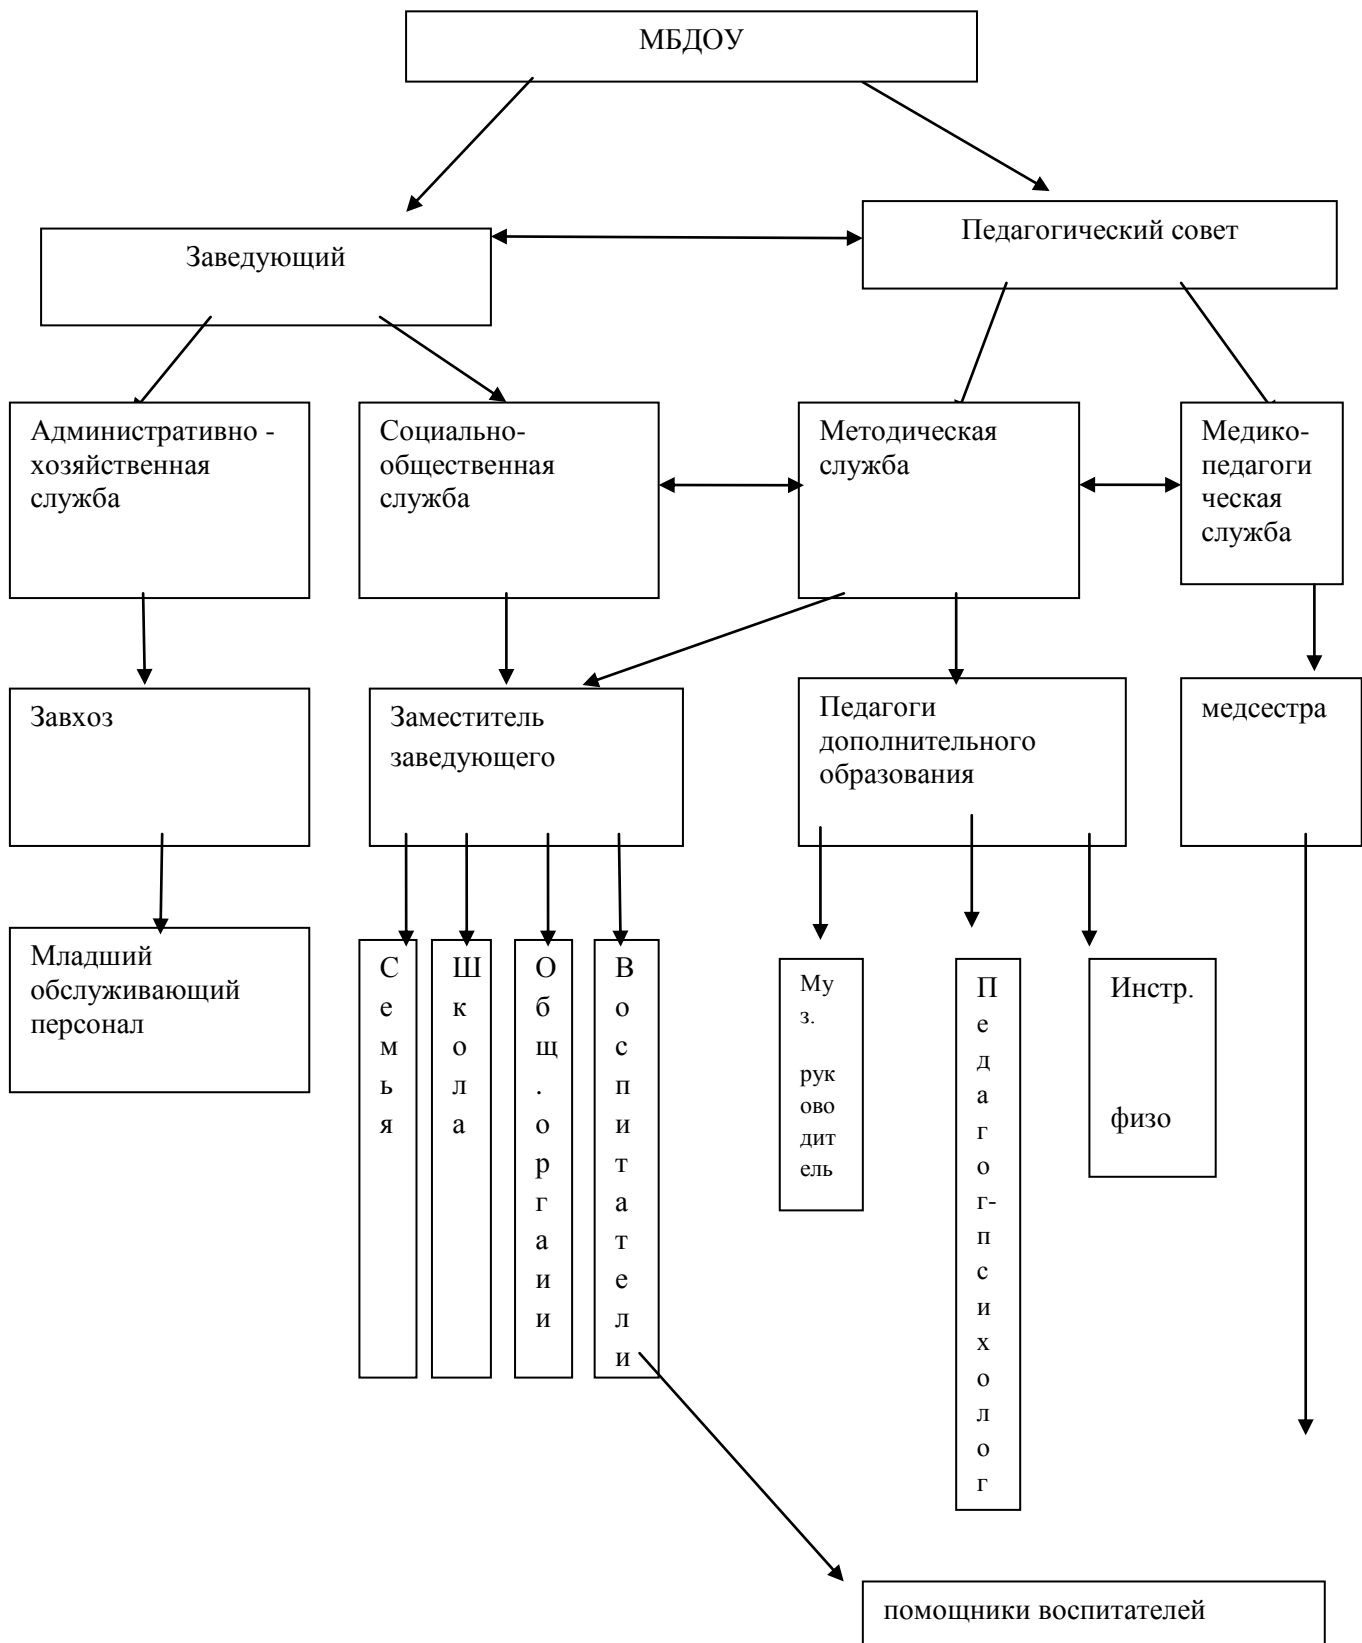 МБДОУ
Заведующий
Педагогический совет
Административно -
хозяйственная
служба
Социально-
общественная
служба
Методическая
служба
Медико-
педагоги
ческая
служба
Завхоз
Заместитель
заведующего
Педагоги
дополнительного
образования
медсестра
Младший
обслуживающий
персонал
С
е
м
ь
я
Ш
к
о
л
а
О
б
щ
.
о
р
г
а
и
и
В
о
с
п
и
т
а
т
е
л
и
Му
з.
рук
ово
дит
ель
П
е
д
а
г
о
г-
п
с
и
х
о
л
о
г
Инстр.
физо
помощники воспитателей